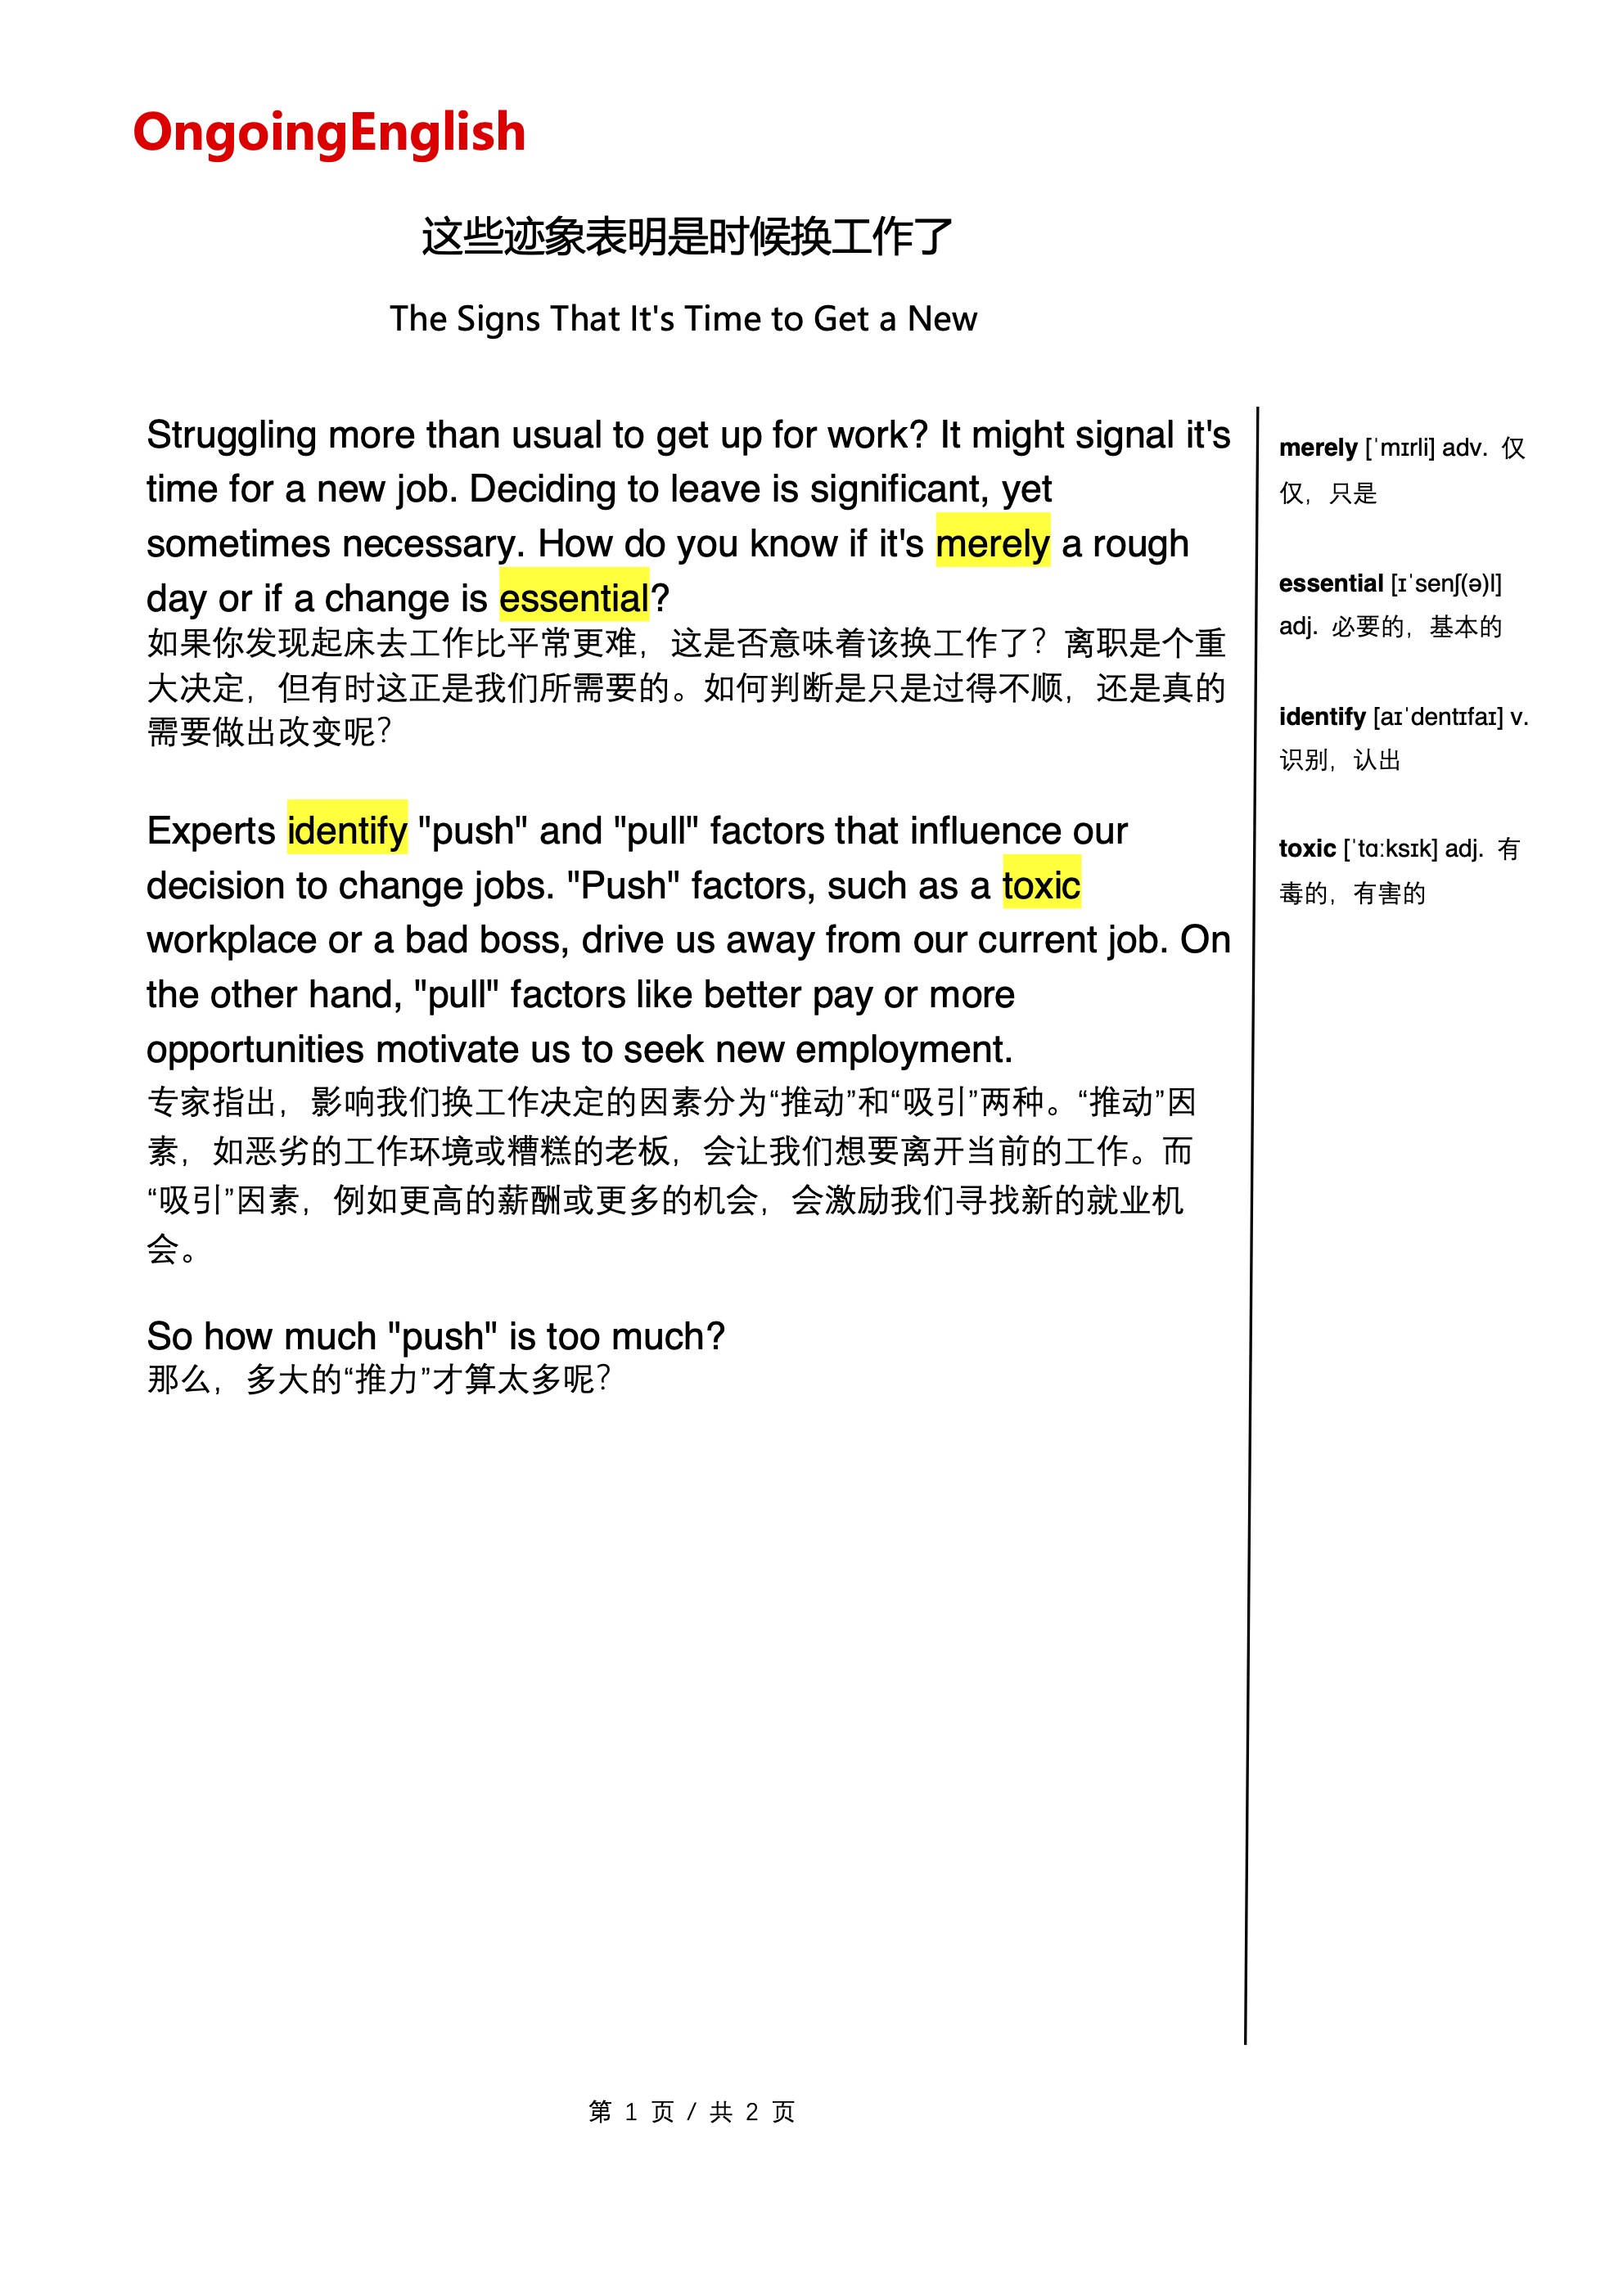 OngoingEnglish
这些迹象表明是时候换工作了
The Signs That It's Time to Get a New
Struggling more than usual to get up for work? It might signal it's
time for a new job. Deciding to leave is significant, yet
sometimes necessary. How do you know if it's merely a rough
day or if a change is essential?
如果你发现起床去工作比平常更难，这是否意味着该换工作了？离职是个重
大决定，但有时这正是我们所需要的。如何判断是只是过得不顺，还是真的
需要做出改变呢？
Experts identify "push" and "pull" factors that influence our
decision to change jobs. "Push" factors, such as a toxic
workplace or a bad boss, drive us away from our current job. On
the other hand, "pull" factors like better pay or more
opportunities motivate us to seek new employment.
专家指出，影响我们换工作决定的因素分为“推动”和“吸引”两种。“推动”因
素，如恶劣的工作环境或糟糕的老板，会让我们想要离开当前的工作。而
“吸引”因素，例如更高的薪酬或更多的机会，会激励我们寻找新的就业机
会。
So how much "push" is too much?
那么，多大的“推力”才算太多呢？
merely [ˈmɪrli] adv. 仅
仅，只是
essential [ɪˈsenʃ(ə)l]
adj. 必要的，基本的
identify [aɪˈdentɪfaɪ] v.
识别，认出
toxic [ˈtɑːksɪk] adj. 有
毒的，有害的
第 1 页 / 共 2 页